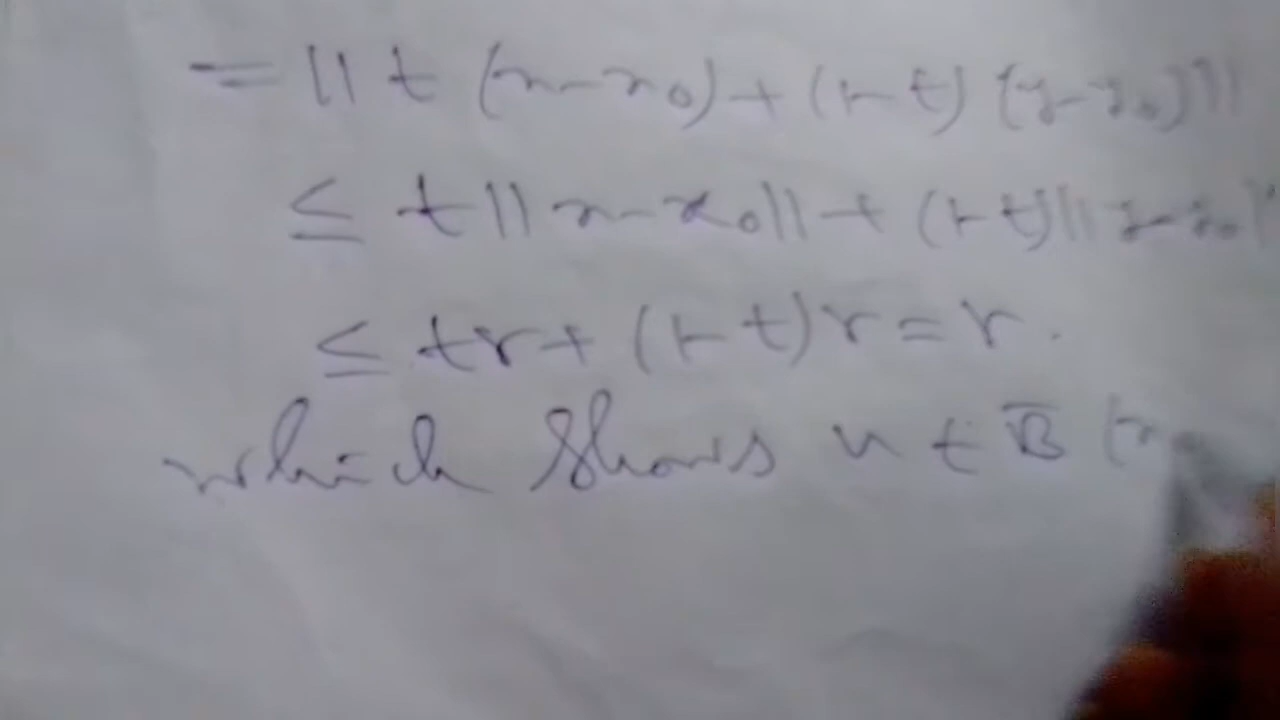 = || t (x-x₀) + (1-t) (y-x₀) ||
≤ t || x-x₀ || + (1-t) || y-x₀ ||
≤ tr + (1-t) r = r.
which shows u ∈ B̅ (x